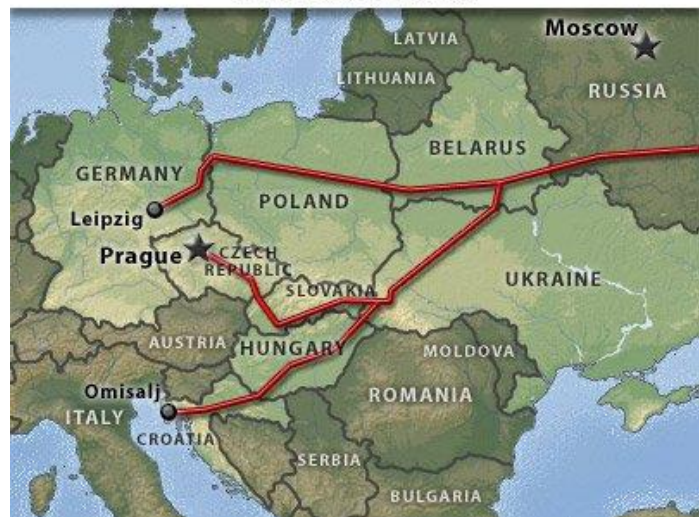 LATVIA
Moscow
LITHUANIA
RUSSIA
BELARUS
GERMANY
POLAND
Leipzig
Prague
CZECH
REPUBLIC
SLOVAKIA
UKRAINE
AUSTRIA
HUNGARY
MOLDOVA
Omisalj
ROMANIA
ITALY
CROATIA
SERBIA
BULGARIA